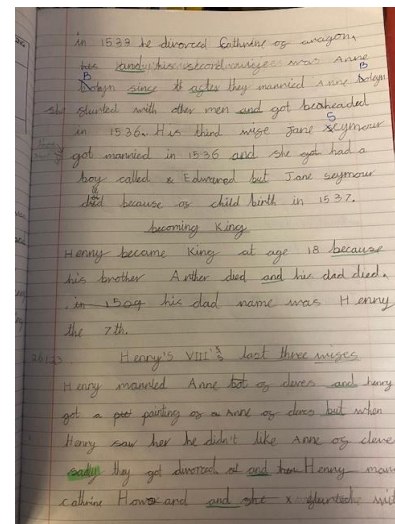 in 1539 he divorced Cathrine of aragon,
his second was Anne
Bolyn since after they married Anne Bolyn
she flurted with other men and got beaheaded
in 1536. His third wife Jane Seymour
got married in 1536 and she had a
boy called Edward but Jane seymour
died because of child birth in 1537.
becoming King
Henry became King at age 18 because
his brother Arther died and his dad died.
in 1509 his dad name was Henry
the 7th.
Henry's VIII's last three wifes
Henry married Anne of cleves and henry
got a painting of Anne of cleves but when
Henry saw her he didn't like Anne of cleve
sadly they got divorced and Henry
cathrine Howard and she